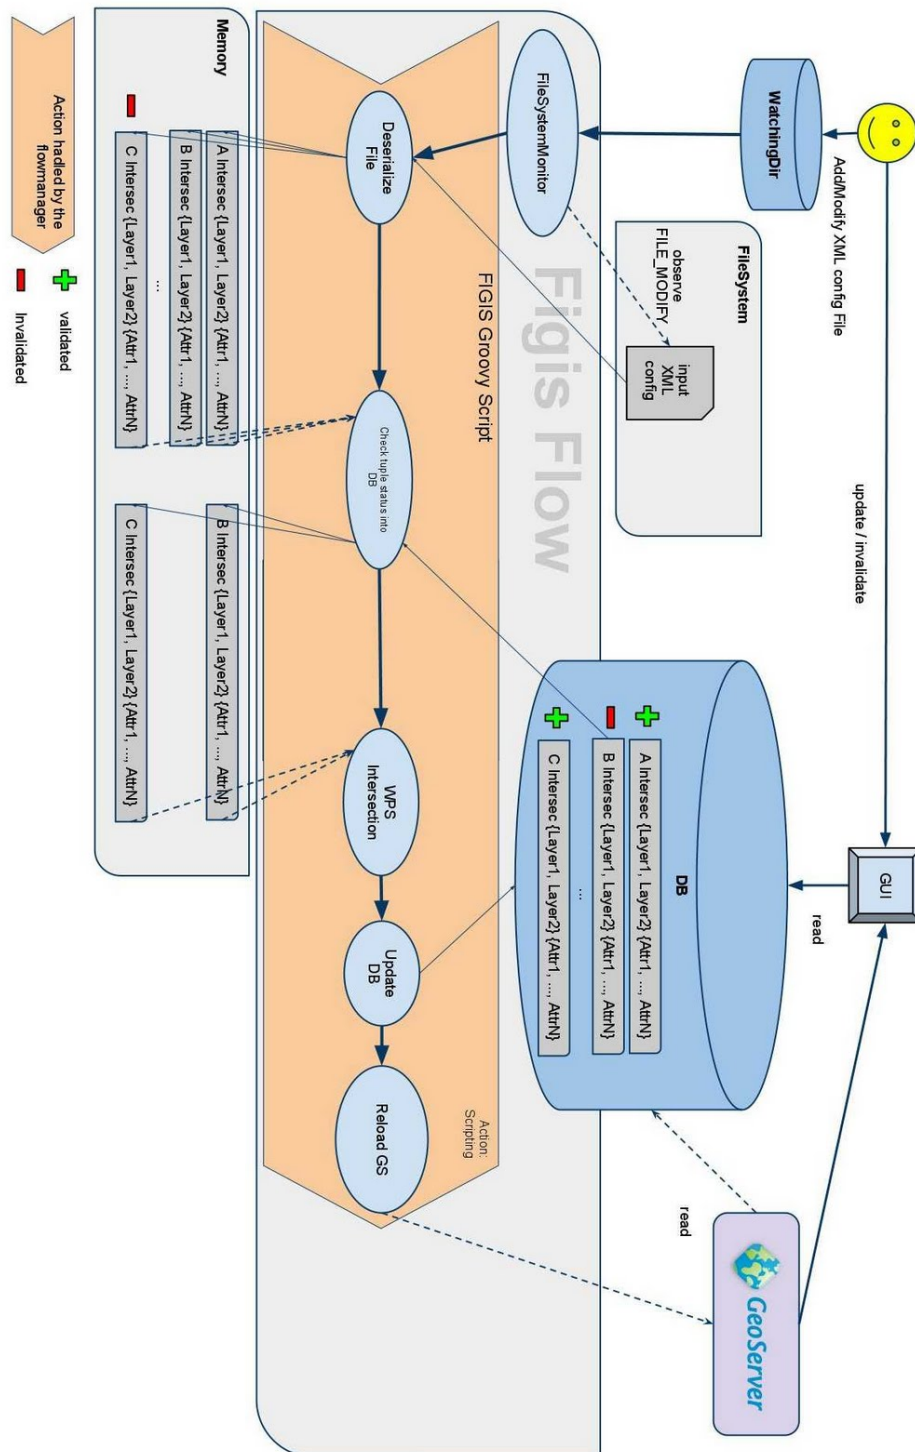 Add/Modify XML config File
update / invalidate
GUI
read
WatchingDir
FileSystem
observe
FILE_MODIFY
input
XML
config
DB
A Intersec {Layer1, Layer2} {Attr1, ..., AttrN}
B Intersec {Layer1, Layer2} {Attr1, ..., AttrN}
...
C Intersec {Layer1, Layer2} {Attr1, ..., AttrN}
GeoServer
read
FileSystemMonitor
Figis Flow
FIGIS Groovy Script
Action:
Scripting
Deserialize
File
Check tuple status into
DB
WPS
Intersection
Update
DB
Reload GS
Memory
A Intersec {Layer1, Layer2} {Attr1, ..., AttrN}
B Intersec {Layer1, Layer2} {Attr1, ..., AttrN}
...
C Intersec {Layer1, Layer2} {Attr1, ..., AttrN}
B Intersec {Layer1, Layer2} {Attr1, ..., AttrN}
C Intersec {Layer1, Layer2} {Attr1, ..., AttrN}
Action hadled by the
flowmanager
validated
Invalidated